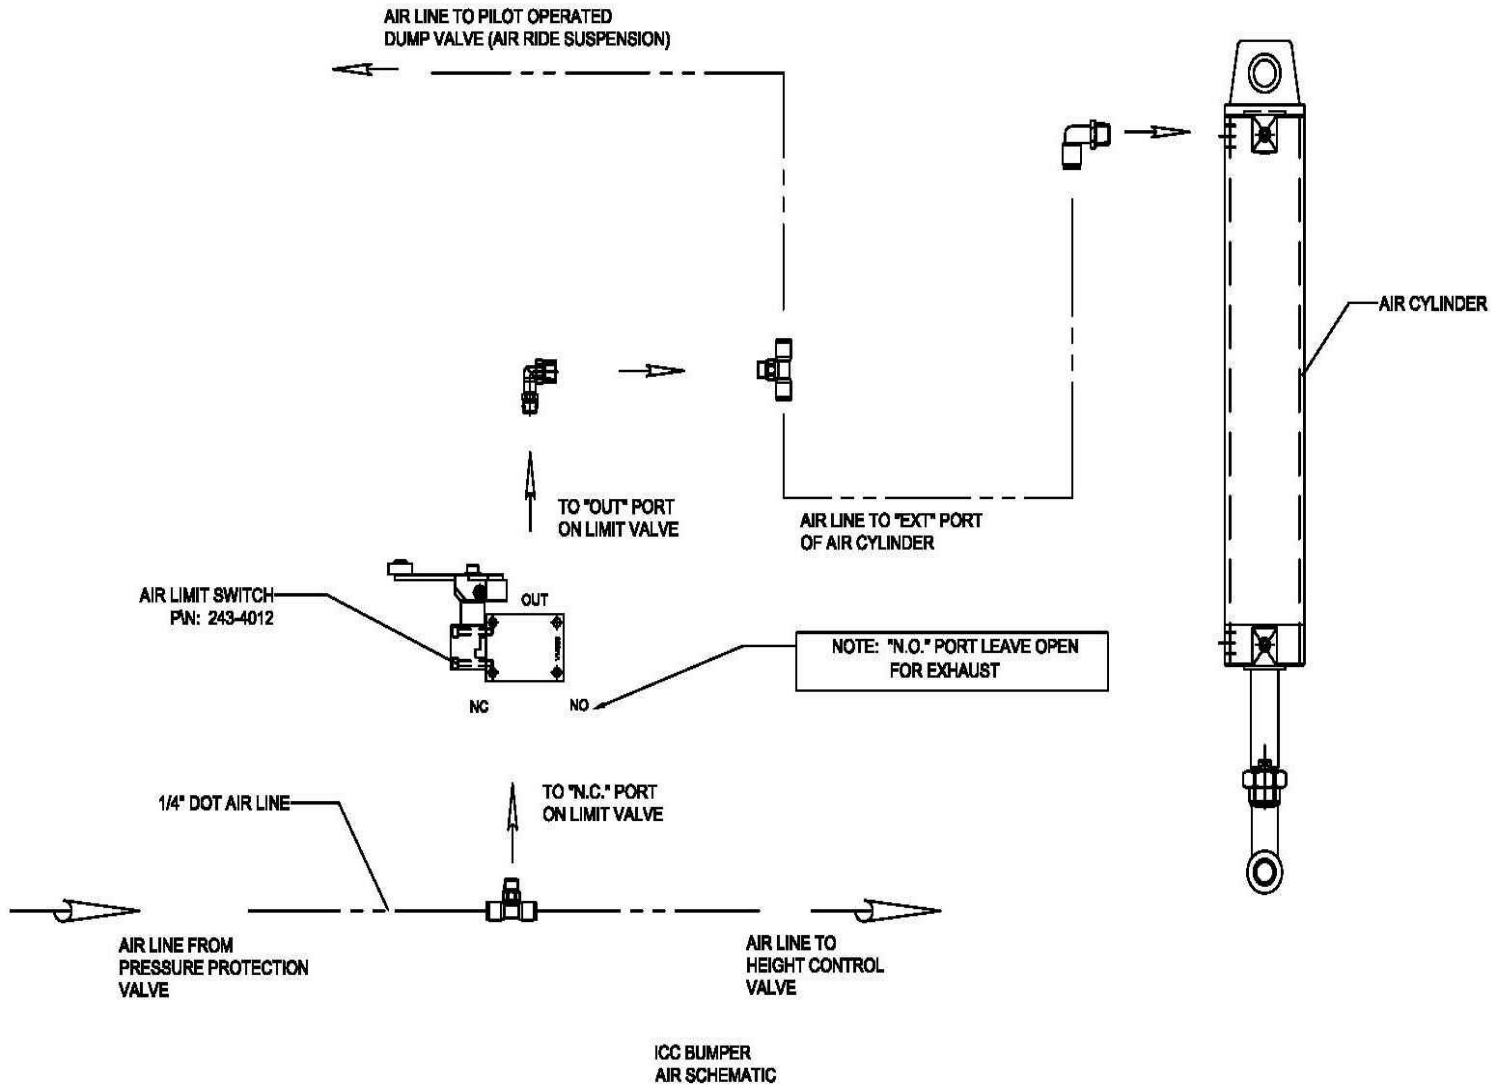 AIR LINE TO PILOT OPERATED
DUMP VALVE (AIR RIDE SUSPENSION)
AIR CYLINDER
TO "OUT" PORT
ON LIMIT VALVE
AIR LINE TO "EXT" PORT
OF AIR CYLINDER
AIR LIMIT SWITCH
P\N: 243-4012
OUT
NOTE: "N.O." PORT LEAVE OPEN
FOR EXHAUST
NC
NO
TO "N.C." PORT
ON LIMIT VALVE
1/4" DOT AIR LINE
AIR LINE FROM
PRESSURE PROTECTION
VALVE
AIR LINE TO
HEIGHT CONTROL
VALVE
ICC BUMPER
AIR SCHEMATIC